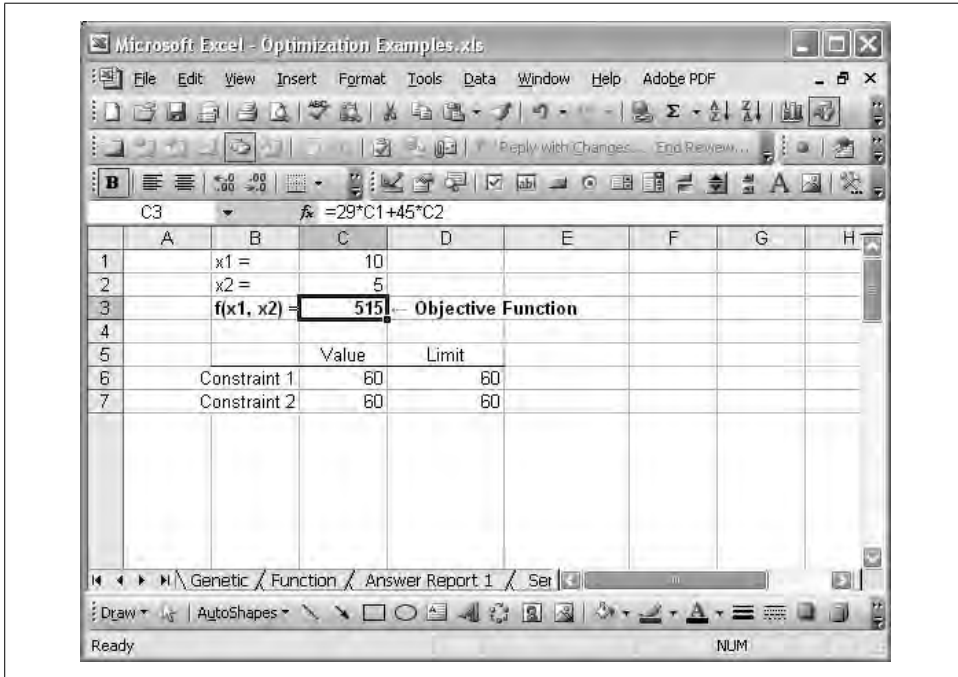 Microsoft Excel - Optimization Examples.xls
File Edit View Insert Format Tools Data Window Help Adobe PDF
Reply with Changes... End Review...
B
C3 fx =29*C1+45*C2
A B C D E F G H
1 x1 = 10
2 x2 = 5
3 f(x1, x2) = 515 ← Objective Function
4
5 Value Limit
6 Constraint 1 60 60
7 Constraint 2 60 60
Genetic / Function / Answer Report 1 / Ser
Draw AutoShapes
Ready NUM